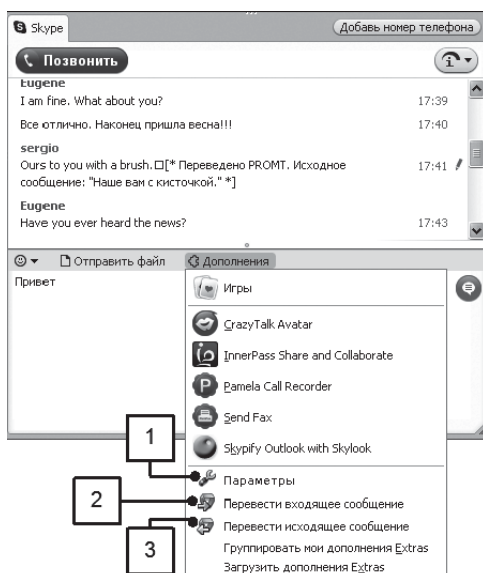 Skype
Добавь номер телефона
Позвонить
Eugene
I am fine. What about you?
17:39
Все отлично. Наконец пришла весна!!!
17:40
sergio
Ours to you with a brush.□[* Переведено PROMT. Исходное
17:41
сообщение: "Наше вам с кисточкой." *]
Eugene
Have you ever heard the news?
17:43
Отправить файл
Дополнения
Привет
Игры
CrazyTalk Avatar
InnerPass Share and Collaborate
Pamela Call Recorder
Send Fax
Skypify Outlook with Skylook
1
Параметры
2
Перевести входящее сообщение
3
Перевести исходящее сообщение
Группировать мои дополнения Extras
Загрузить дополнения Extras